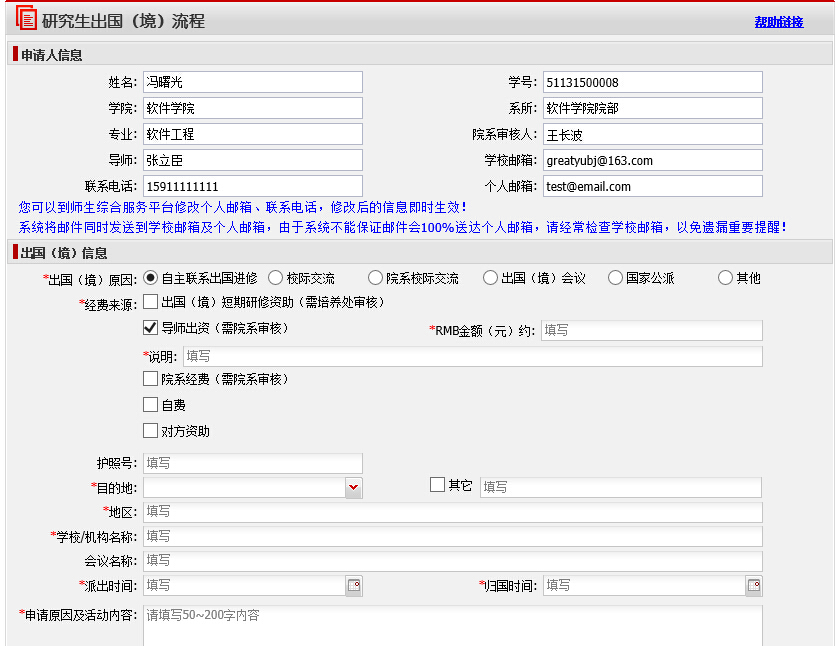 研究生出国（境）流程 帮助链接
申请人信息
姓名: 冯曙光 学号: 51131500008
学院: 软件学院 系所: 软件学院院部
专业: 软件工程 院系审核人: 王长波
导师: 张立臣 学校邮箱: greatyubj@163.com
联系电话: 15911111111 个人邮箱: test@email.com
您可以到师生综合服务平台修改个人邮箱、联系电话，修改后的信息即时生效！
系统将邮件同时发送到学校邮箱及个人邮箱，由于系统不能保证邮件会100%送达个人邮箱，请经常检查学校邮箱，以免遗漏重要提醒！
出国（境）信息
*出国（境）原因: 自主联系出国进修 校际交流 院系校际交流 出国（境）会议 国家公派 其他
*经费来源: 出国（境）短期研修资助（需培养处审核）
导师出资（需院系审核） *RMB金额（元）约: 填写
*说明: 填写
院系经费（需院系审核）
自费
对方资助
护照号: 填写
*目的地: 其它 填写
*地区: 填写
*学校/机构名称: 填写
会议名称: 填写
*派出时间: 填写 *归国时间: 填写
*申请原因及活动内容: 请填写50~200字内容